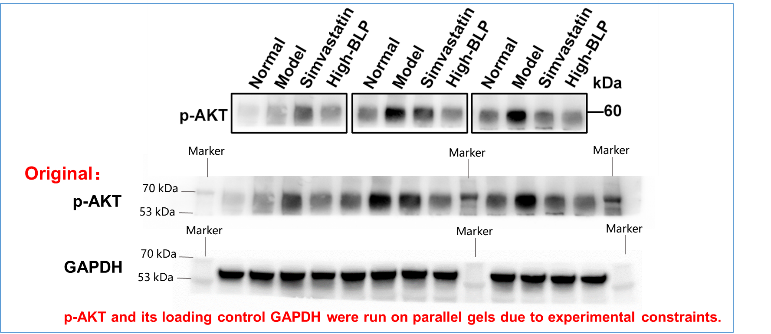 Normal Model Simvastatin High-BLP Normal Model Simvastatin High-BLP Normal Model Simvastatin High-BLP
kDa
p-AKT 60
Marker Marker Marker
Original：
70 kDa
p-AKT
53 kDa
Marker Marker Marker
70 kDa
GAPDH
53 kDa
p-AKT and its loading control GAPDH were run on parallel gels due to experimental constraints.